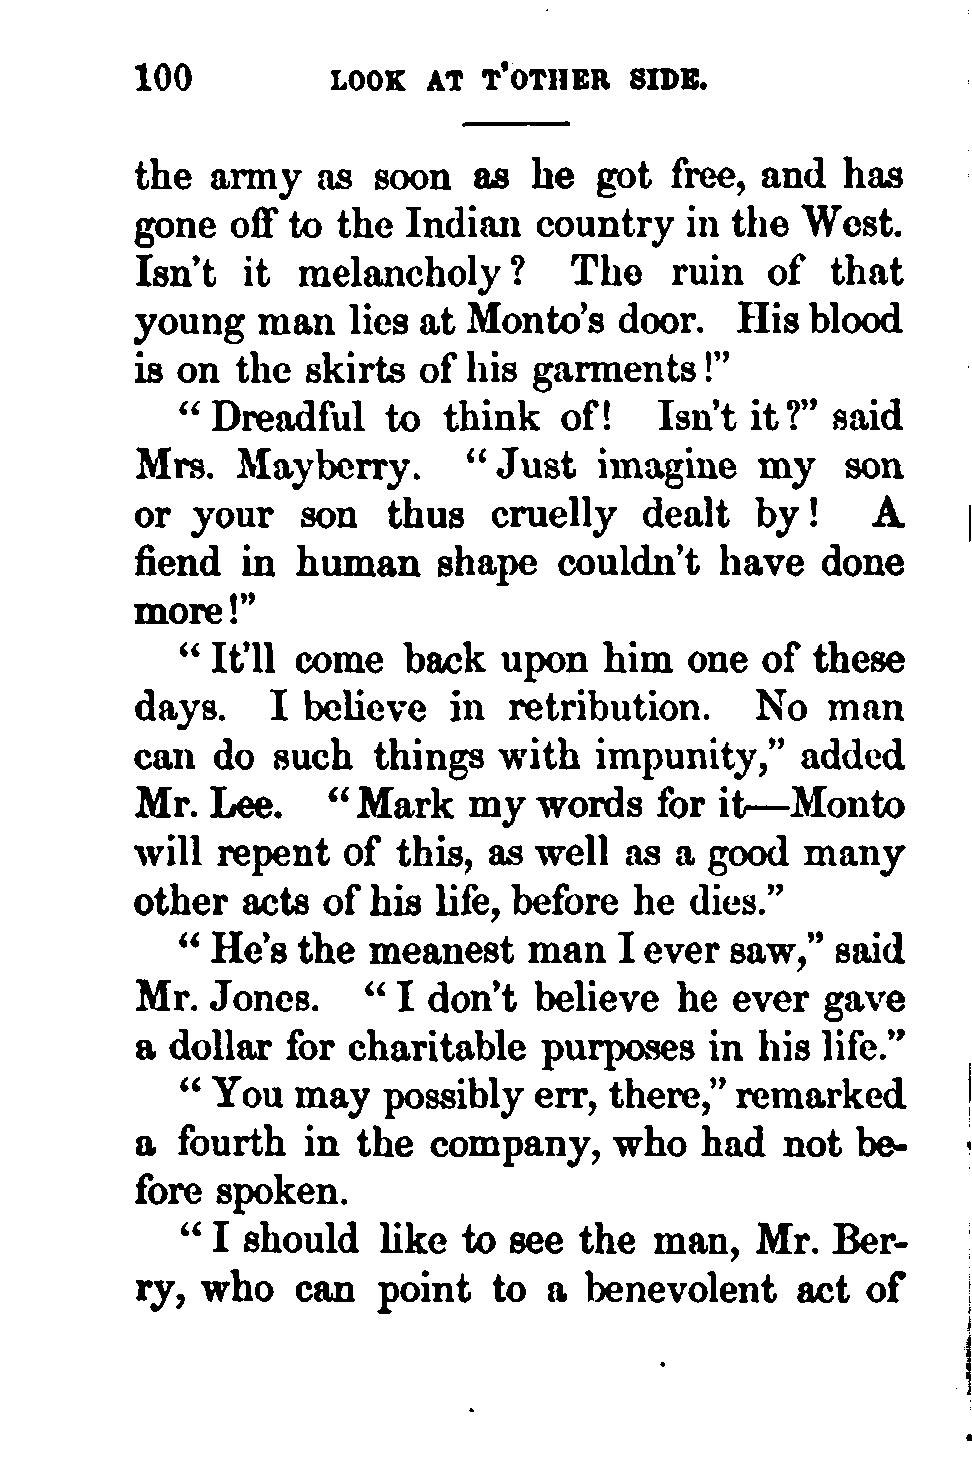 100 LOOK AT T'OTHER SIDE.
the army as soon as he got free, and has
gone off to the Indian country in the West.
Isn't it melancholy? The ruin of that
young man lies at Monto's door. His blood
is on the skirts of his garments!"
"Dreadful to think of! Isn't it?" said
Mrs. Mayberry. "Just imagine my son
or your son thus cruelly dealt by! A
fiend in human shape couldn't have done
more!"
"It'll come back upon him one of these
days. I believe in retribution. No man
can do such things with impunity," added
Mr. Lee. "Mark my words for it—Monto
will repent of this, as well as a good many
other acts of his life, before he dies."
"He's the meanest man I ever saw," said
Mr. Jones. "I don't believe he ever gave
a dollar for charitable purposes in his life."
"You may possibly err, there," remarked
a fourth in the company, who had not be-
fore spoken.
"I should like to see the man, Mr. Ber-
ry, who can point to a benevolent act of